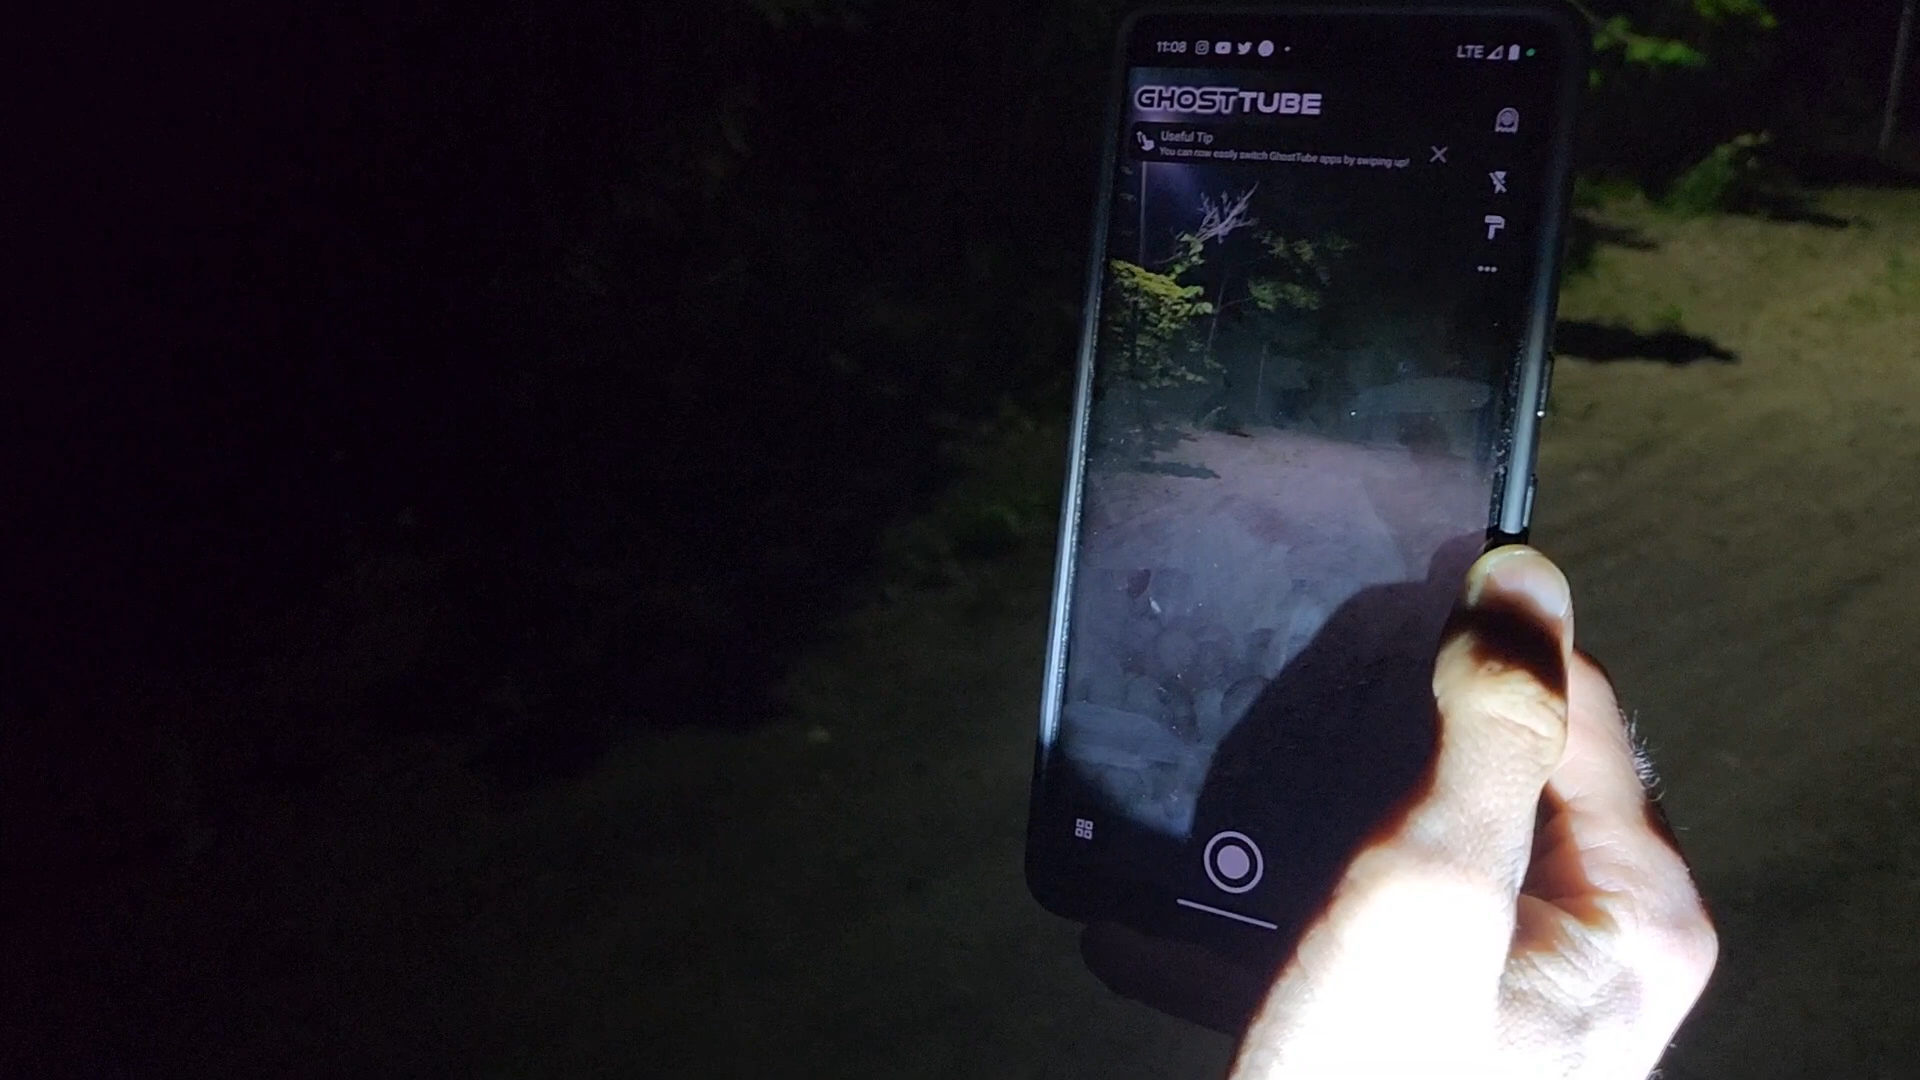 11:08
LTE
GHOSTTUBE
Useful Tip
You can now easily switch GhostTube apps by swiping up!